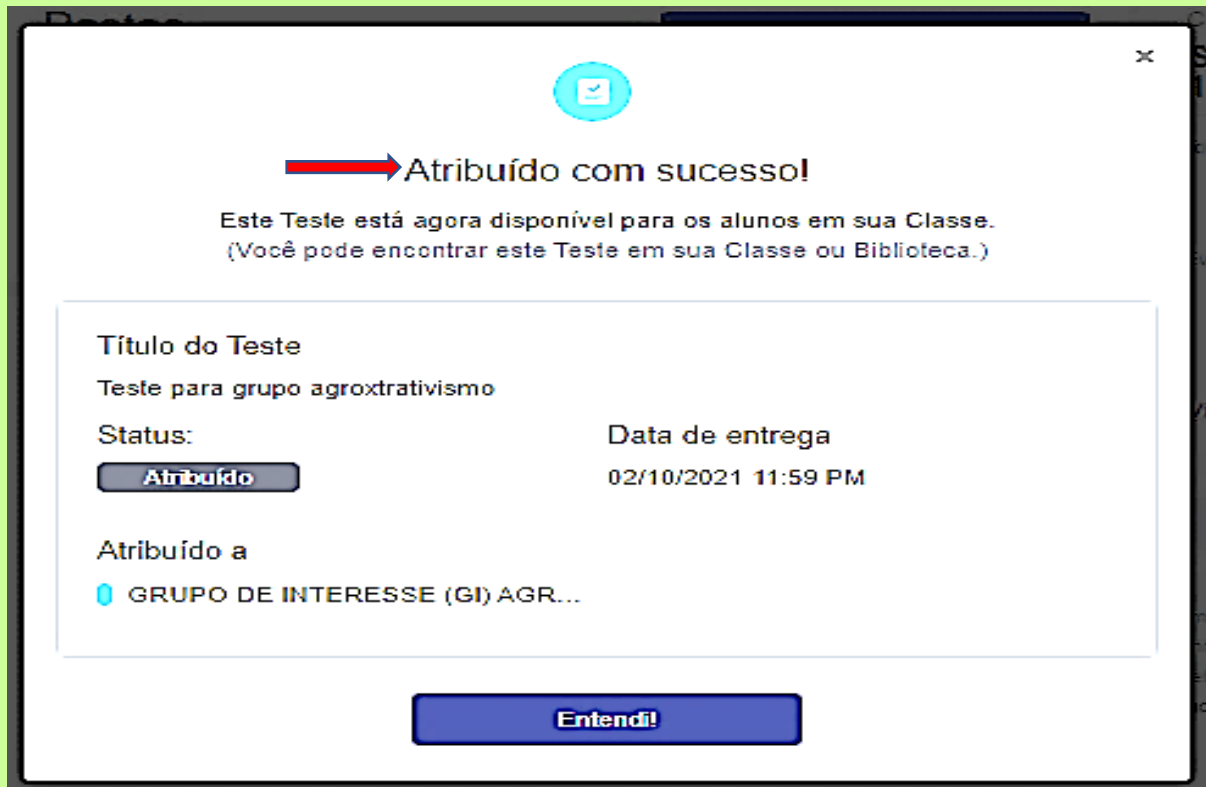 ×
Atribuído com sucesso!
Este Teste está agora disponível para os alunos em sua Classe.
(Você pode encontrar este Teste em sua Classe ou Biblioteca.)
Título do Teste
Teste para grupo agroxtrativismo
Status:
Atribuído
Data de entrega
02/10/2021 11:59 PM
Atribuído a
GRUPO DE INTERESSE (GI) AGR...
Entendi!